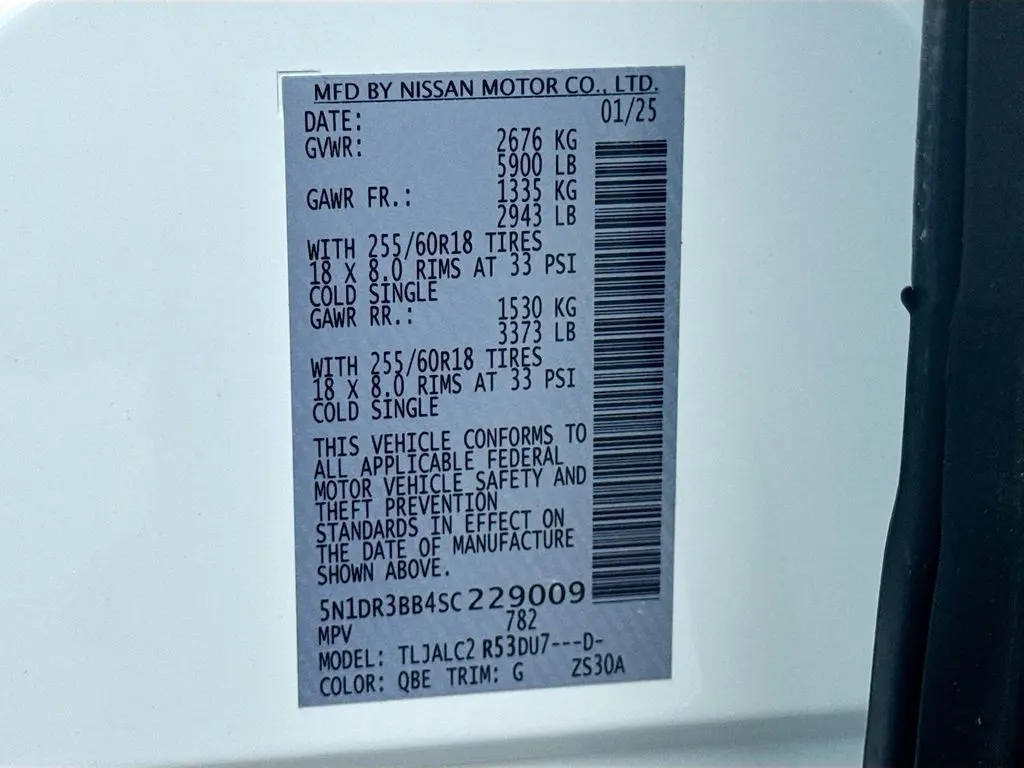 MFD BY NISSAN MOTOR CO., LTD.
DATE: 01/25
GVWR: 2676 KG
5900 LB
GAWR FR.: 1335 KG
2943 LB
WITH 255/60R18 TIRES
18 X 8.0 RIMS AT 33 PSI
COLD SINGLE
GAWR RR.: 1530 KG
3373 LB
WITH 255/60R18 TIRES
18 X 8.0 RIMS AT 33 PSI
COLD SINGLE
THIS VEHICLE CONFORMS TO
ALL APPLICABLE FEDERAL
MOTOR VEHICLE SAFETY AND
THEFT PREVENTION
STANDARDS IN EFFECT ON
THE DATE OF MANUFACTURE
SHOWN ABOVE.
5N1DR3BB4SC 229009
MPV 782
MODEL: TLJALC2 R53DU7---D-
COLOR: QBE TRIM: G ZS30A